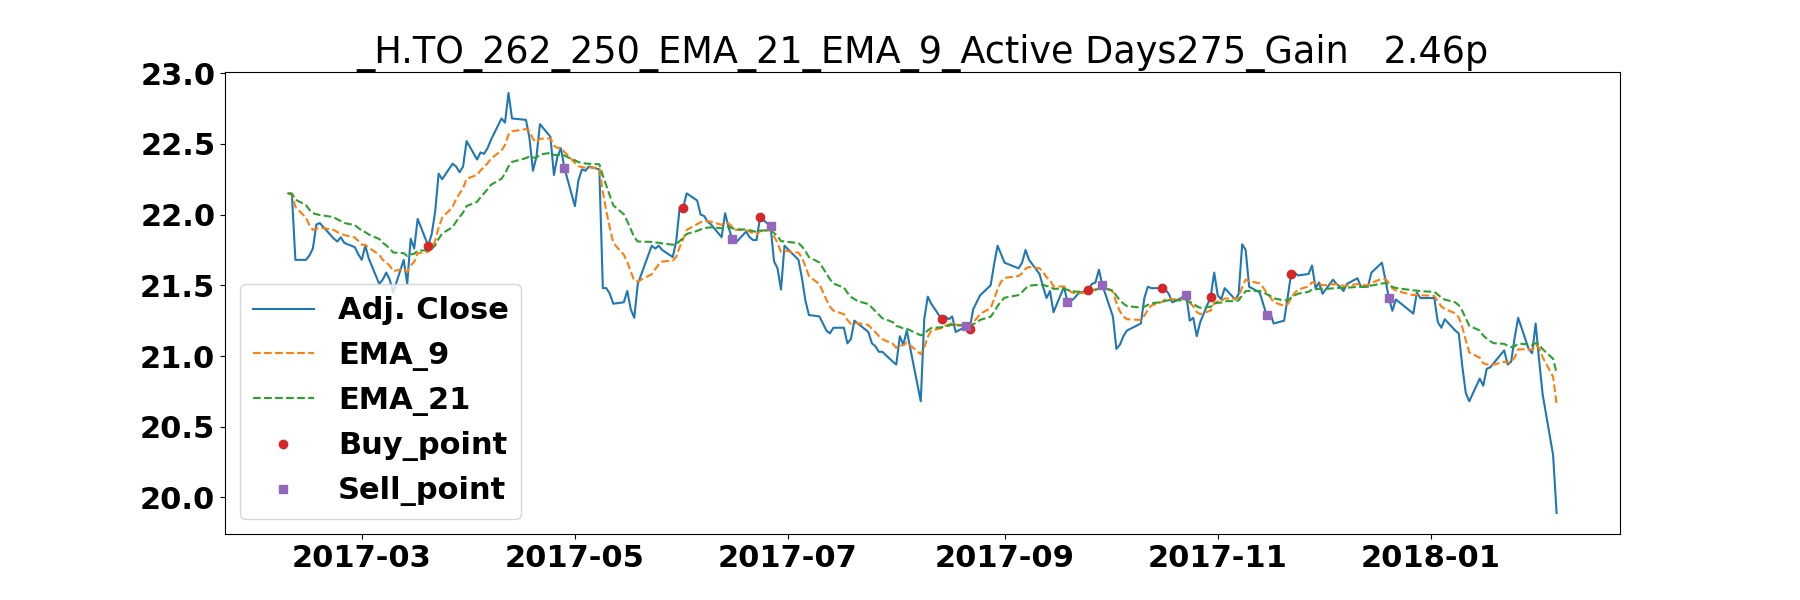 _H.TO_262_250_EMA_21_EMA_9_Active Days275_Gain   2.46p
23.0
22.5
22.0
21.5
21.0
20.5
20.0
Adj. Close
EMA_9
EMA_21
Buy_point
Sell_point
2017-03 2017-05 2017-07 2017-09 2017-11 2018-01